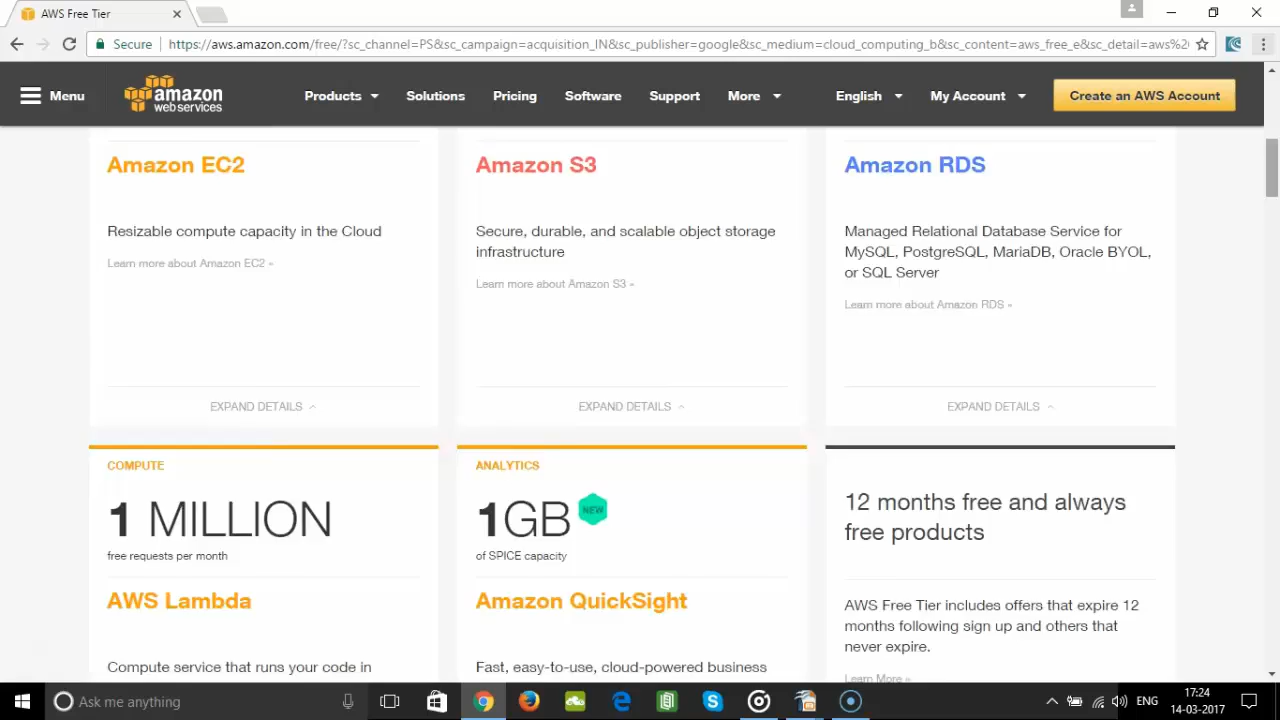 AWS Free Tier
Secure
https://aws.amazon.com/free/?sc_channel=PS&sc_campaign=acquisition_IN&sc_publisher=google&sc_medium=cloud_computing_b&sc_content=aws_free_e&sc_detail=aws%20
Menu
amazon
web services
Products
Solutions
Pricing
Software
Support
More
English
My Account
Create an AWS Account
Amazon EC2
Resizable compute capacity in the Cloud
Learn more about Amazon EC2 »
EXPAND DETAILS
Amazon S3
Secure, durable, and scalable object storage
infrastructure
Learn more about Amazon S3 »
EXPAND DETAILS
Amazon RDS
Managed Relational Database Service for
MySQL, PostgreSQL, MariaDB, Oracle BYOL,
or SQL Server
Learn more about Amazon RDS »
EXPAND DETAILS
COMPUTE
1 MILLION
free requests per month
AWS Lambda
Compute service that runs your code in
ANALYTICS
1GB
NEW
of SPICE capacity
Amazon QuickSight
Fast, easy-to-use, cloud-powered business
12 months free and always
free products
AWS Free Tier includes offers that expire 12
months following sign up and others that
never expire.
Learn More »
Ask me anything
ENG
17:24
14-03-2017